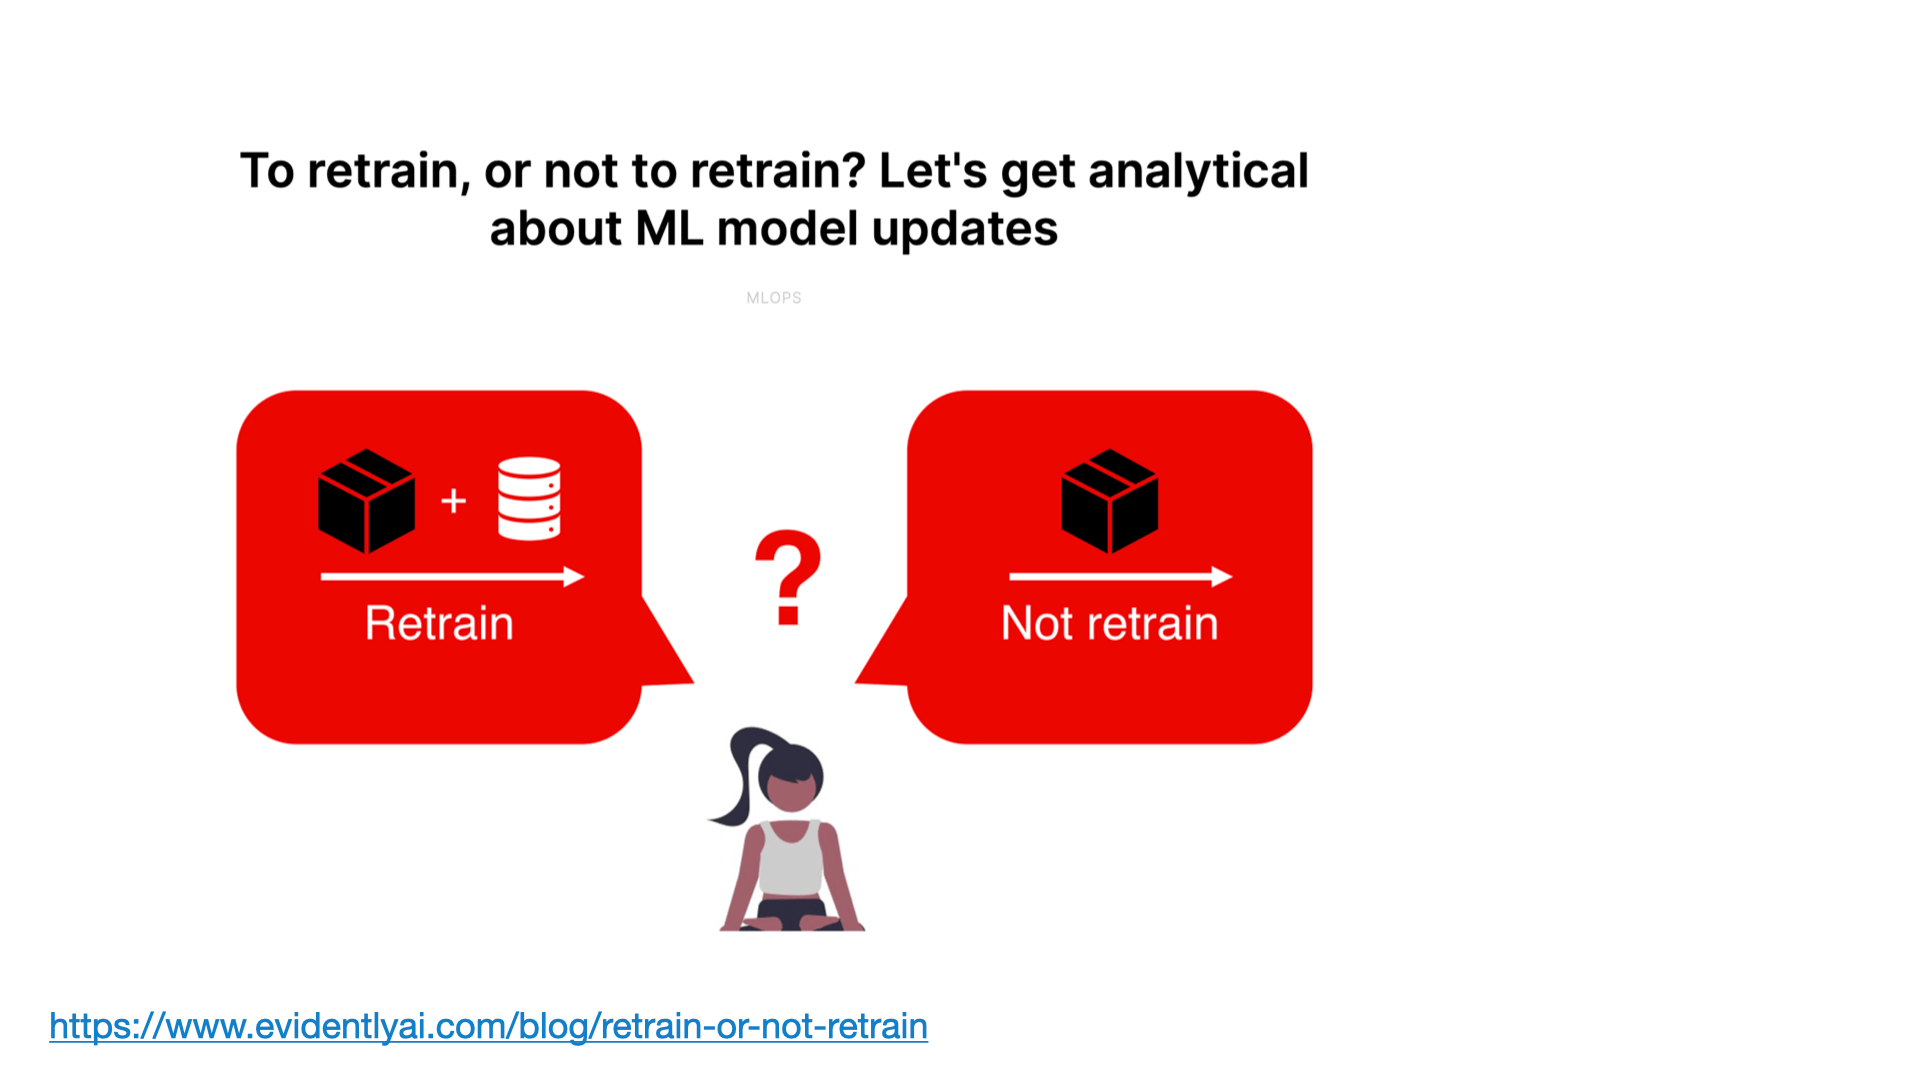 To retrain, or not to retrain? Let's get analytical
about ML model updates
MLOPS
+
Retrain
?
Not retrain
https://www.evidentlyai.com/blog/retrain-or-not-retrain